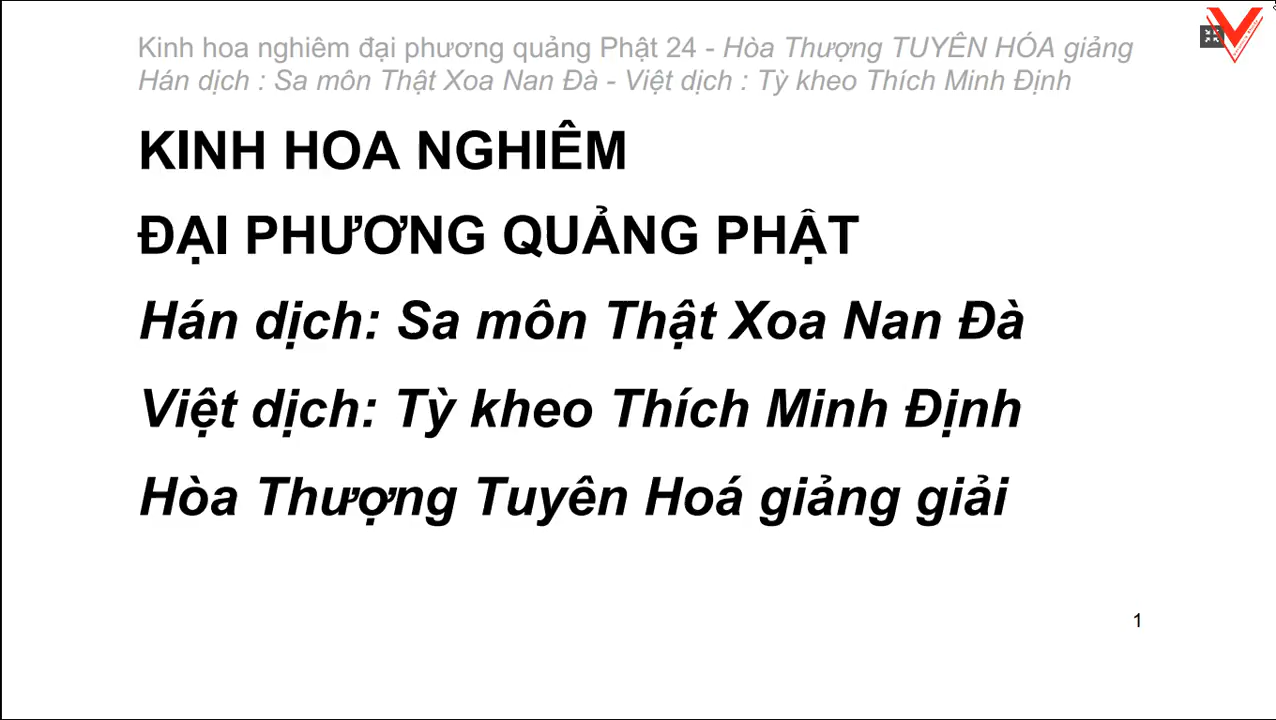 Kinh hoa nghiêm đại phương quảng Phật 24 - Hòa Thượng TUYÊN HÓA giảng
Hán dịch : Sa môn Thật Xoa Nan Đà - Việt dịch : Tỳ kheo Thích Minh Định
KINH HOA NGHIÊM
ĐẠI PHƯƠNG QUẢNG PHẬT
Hán dịch: Sa môn Thật Xoa Nan Đà
Việt dịch: Tỳ kheo Thích Minh Định
Hòa Thượng Tuyên Hoá giảng giải
1